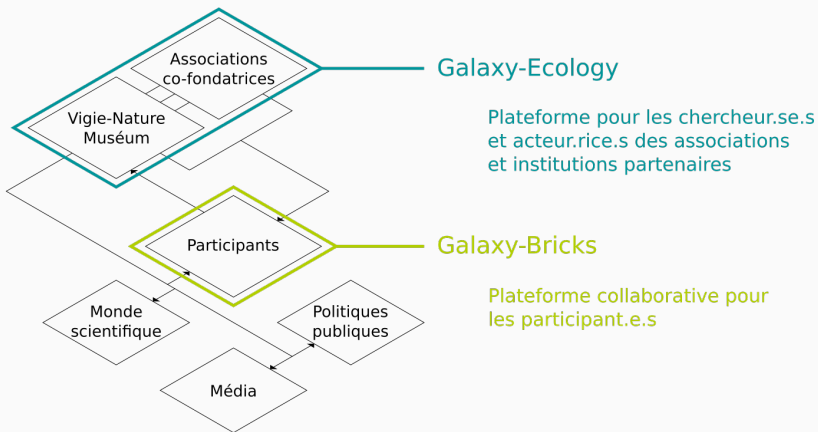 Associations
co-fondatrices
Vigie-Nature
Muséum
Galaxy-Ecology
Plateforme pour les chercheur.se.s
et acteur.rice.s des associations
et institutions partenaires
Participants
Galaxy-Bricks
Plateforme collaborative pour
les participant.e.s
Monde
scientifique
Politiques
publiques
Média